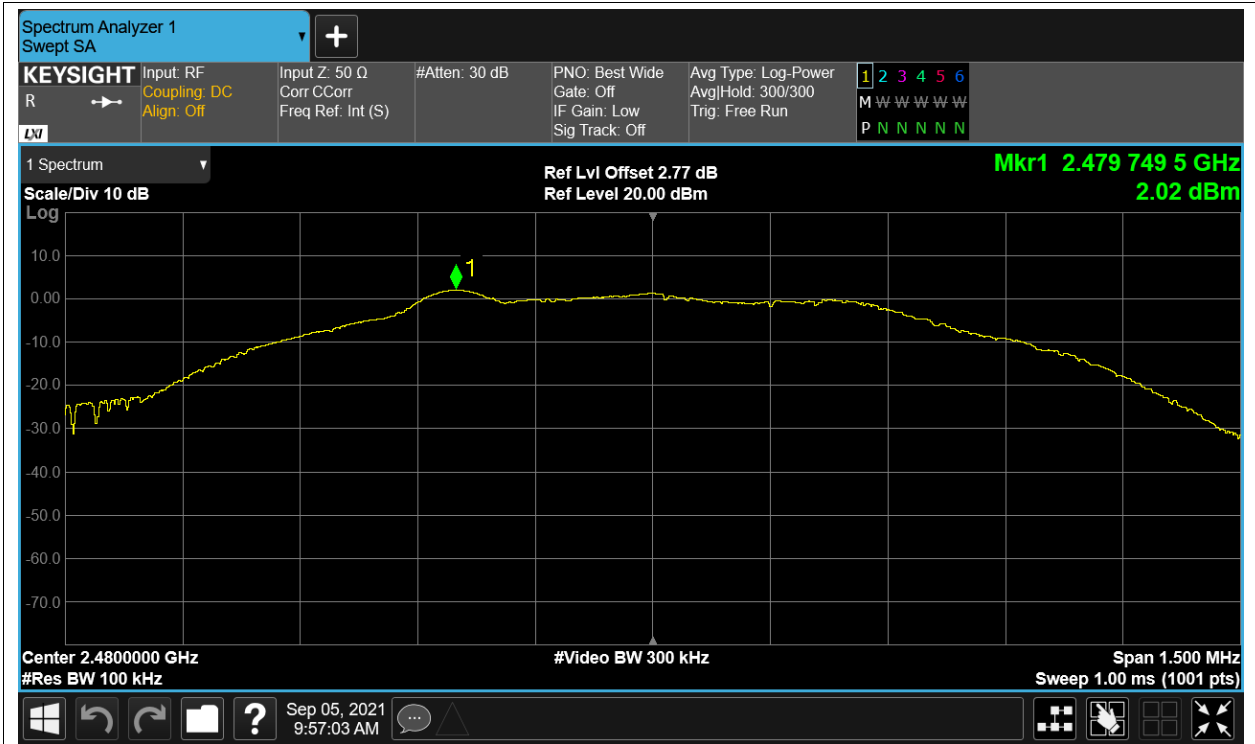 Spectrum Analyzer 1
Swept SA
KEYSIGHT
R
LXI
Input: RF
Coupling: DC
Align: Off
Input Z: 50 Ω
Corr CCorr
Freq Ref: Int (S)
#Atten: 30 dB
PNO: Best Wide
Gate: Off
IF Gain: Low
Sig Track: Off
Avg Type: Log-Power
Avg|Hold: 300/300
Trig: Free Run
1 2 3 4 5 6
M W W W W W
P N N N N N
1 Spectrum
Scale/Div 10 dB
Log
Ref Lvl Offset 2.77 dB
Ref Level 20.00 dBm
Mkr1 2.479 749 5 GHz
2.02 dBm
1
10.0
0.00
-10.0
-20.0
-30.0
-40.0
-50.0
-60.0
-70.0
Center 2.4800000 GHz
#Res BW 100 kHz
#Video BW 300 kHz
Span 1.500 MHz
Sweep 1.00 ms (1001 pts)
?
Sep 05, 2021
9:57:03 AM